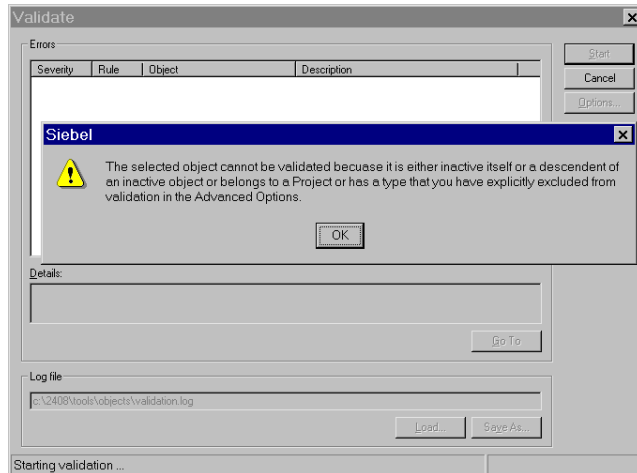 Validate
Errors
Start
Severity Rule Object Description
Cancel
Options...
Siebel
The selected object cannot be validated becuase it is either inactive itself or a descendent of
an inactive object or belongs to a Project or has a type that you have explicitly excluded from
validation in the Advanced Options.
OK
Details:
Go To
Log file
c:\2408\tools\objects\validation.log
Load... Save As...
Starting validation ...